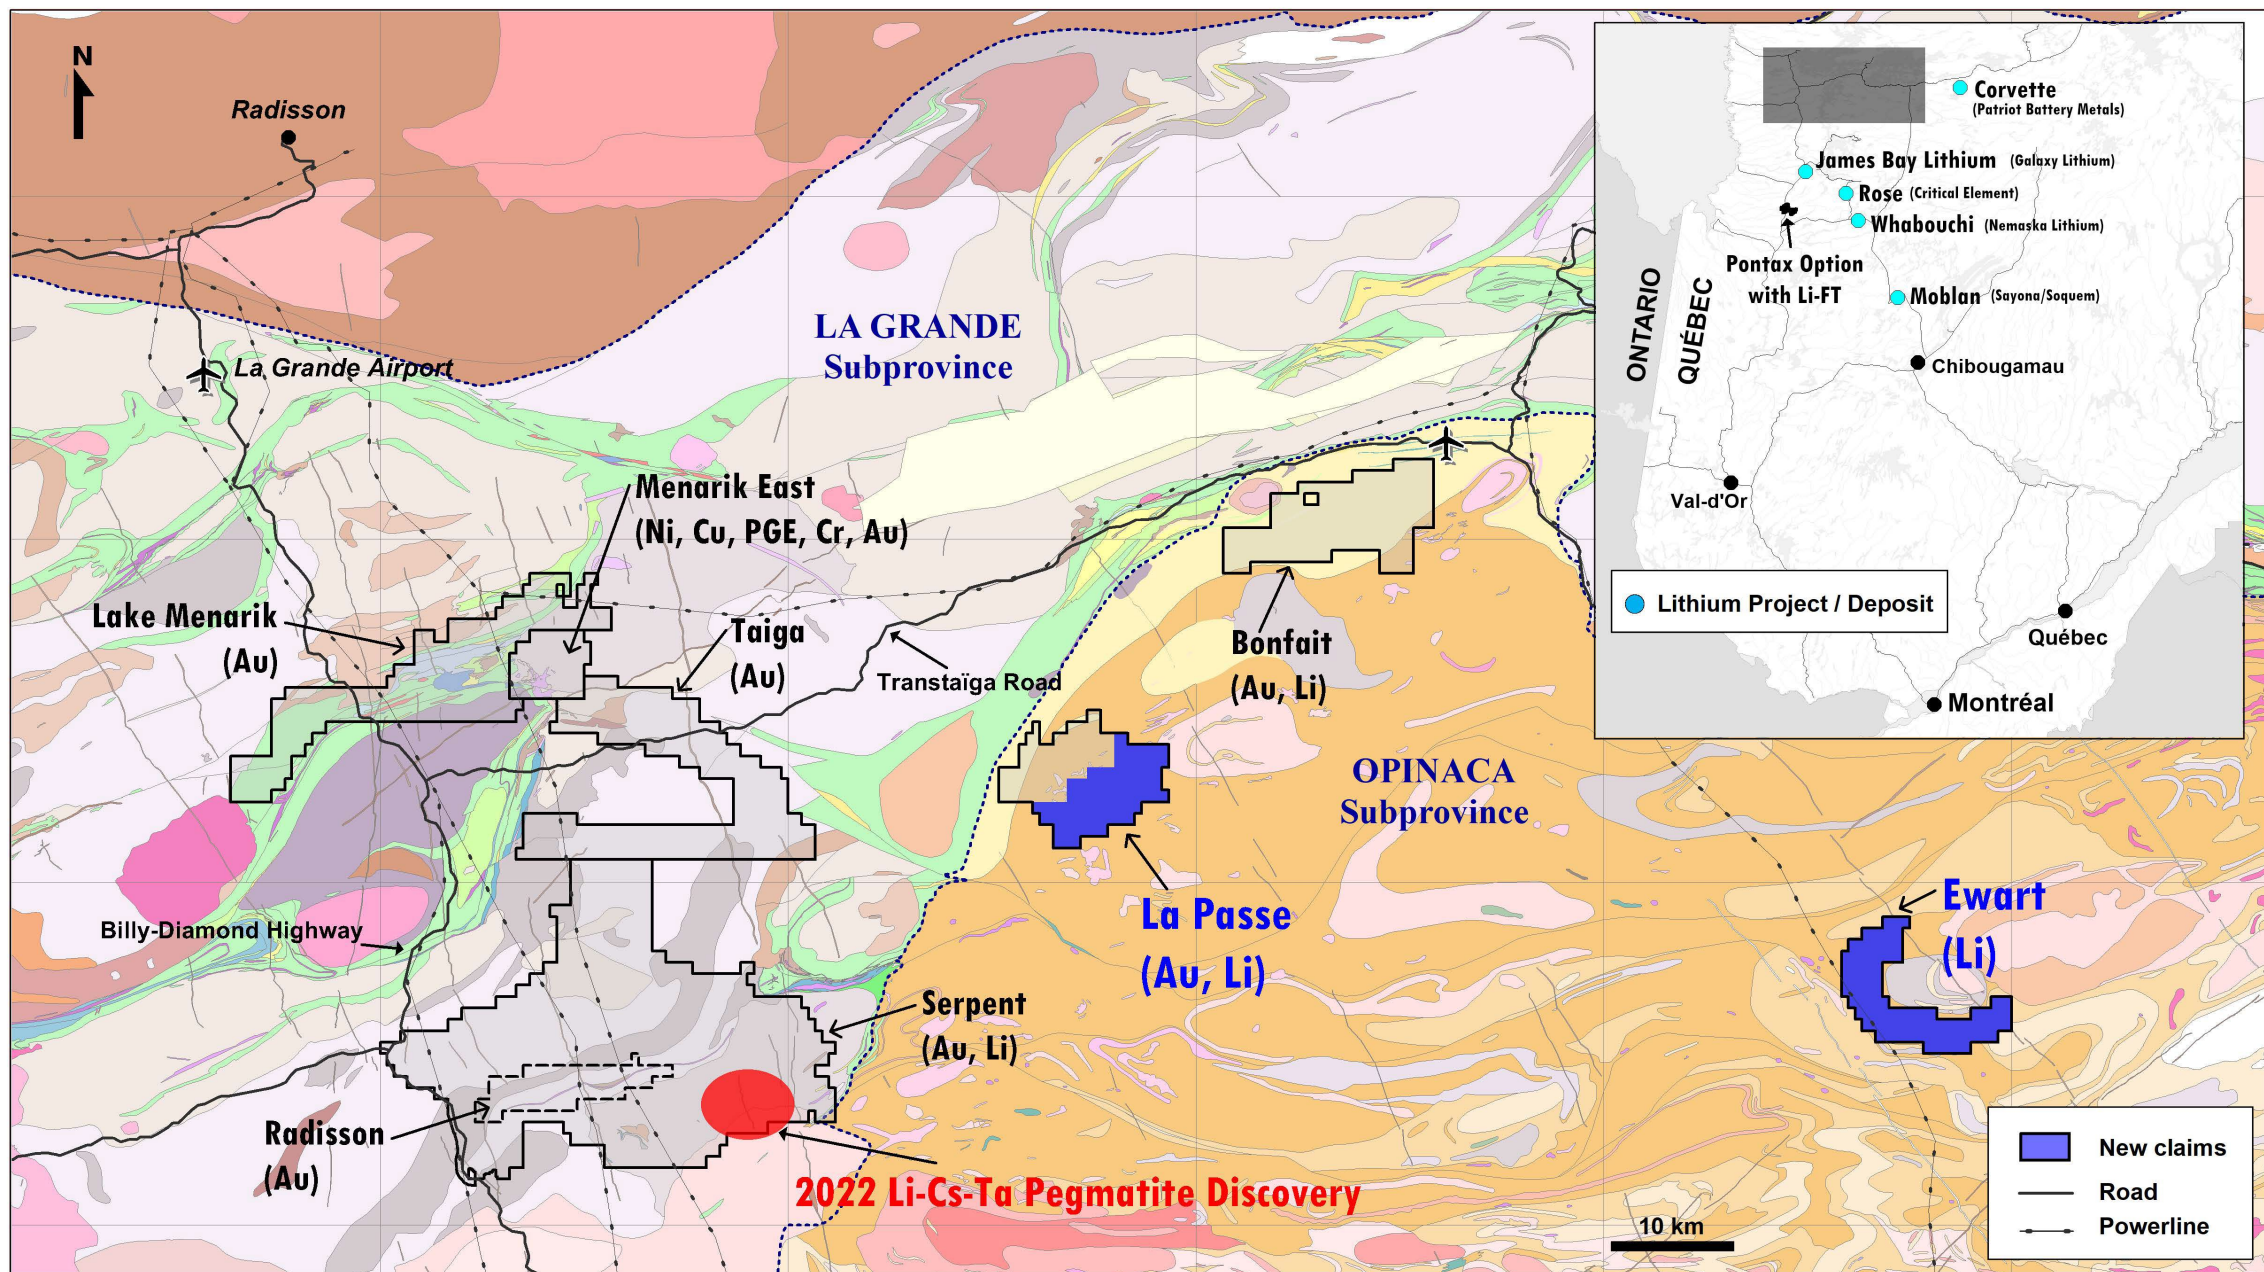 N
Radisson
La Grande Airport
LA GRANDE
Subprovince
Menarik East
(Ni, Cu, PGE, Cr, Au)
Lake Menarik
(Au)
Taiga
(Au)
Transtaïga Road
Bonfait
(Au, Li)
OPINACA
Subprovince
La Passe
(Au, Li)
Ewart
(Li)
Billy-Diamond Highway
Serpent
(Au, Li)
Radisson
(Au)
2022 Li-Cs-Ta Pegmatite Discovery
10 km
Corvette
(Patriot Battery Metals)
James Bay Lithium (Galaxy Lithium)
Rose (Critical Element)
Whabouchi (Nemaska Lithium)
Pontax Option
with Li-FT
Moblan (Sayona/Soquem)
ONTARIO
QUÉBEC
Chibougamau
Val-d'Or
Lithium Project / Deposit
Québec
Montréal
New claims
Road
Powerline